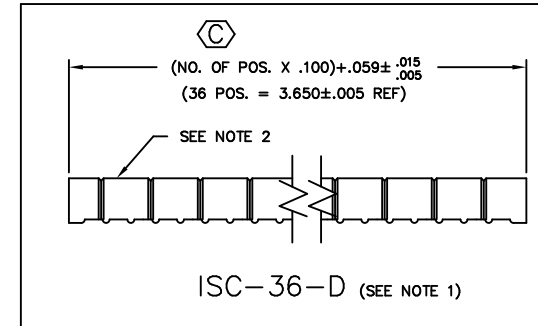 C
(NO. OF POS. X .100)+.059± .015 .005
(36 POS. = 3.650±.005 REF)
SEE NOTE 2
ISC-36-D (SEE NOTE 1)